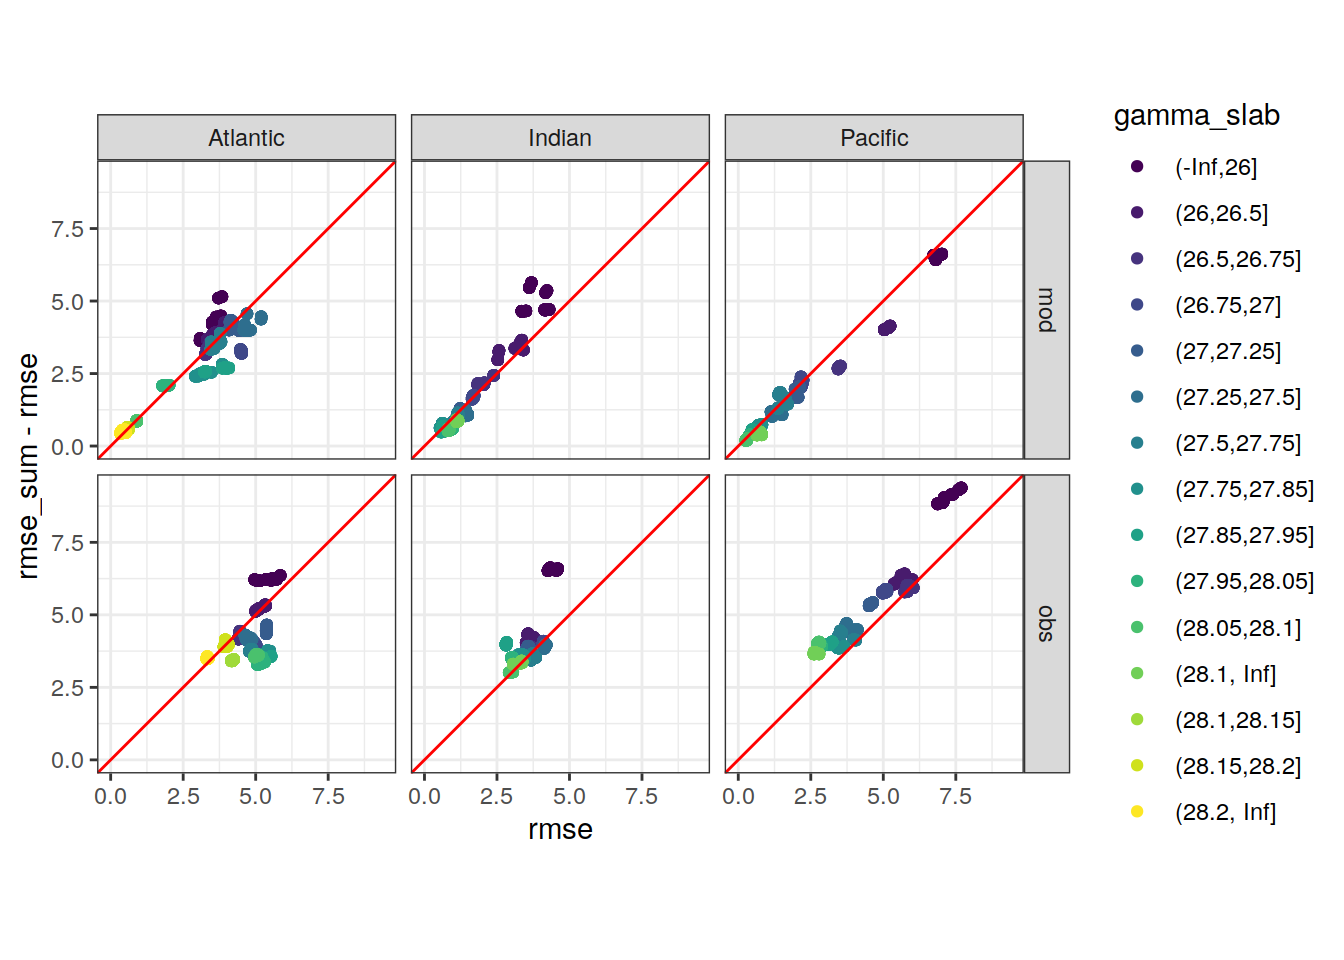 Atlantic
Indian
Pacific
mod
obs
rmse_sum - rmse
7.5
5.0
2.5
0.0
7.5
5.0
2.5
0.0
0.0 2.5 5.0 7.5
0.0 2.5 5.0 7.5
0.0 2.5 5.0 7.5
rmse
gamma_slab
(-Inf,26]
(26,26.5]
(26.5,26.75]
(26.75,27]
(27,27.25]
(27.25,27.5]
(27.5,27.75]
(27.75,27.85]
(27.85,27.95]
(27.95,28.05]
(28.05,28.1]
(28.1, Inf]
(28.1,28.15]
(28.15,28.2]
(28.2, Inf]